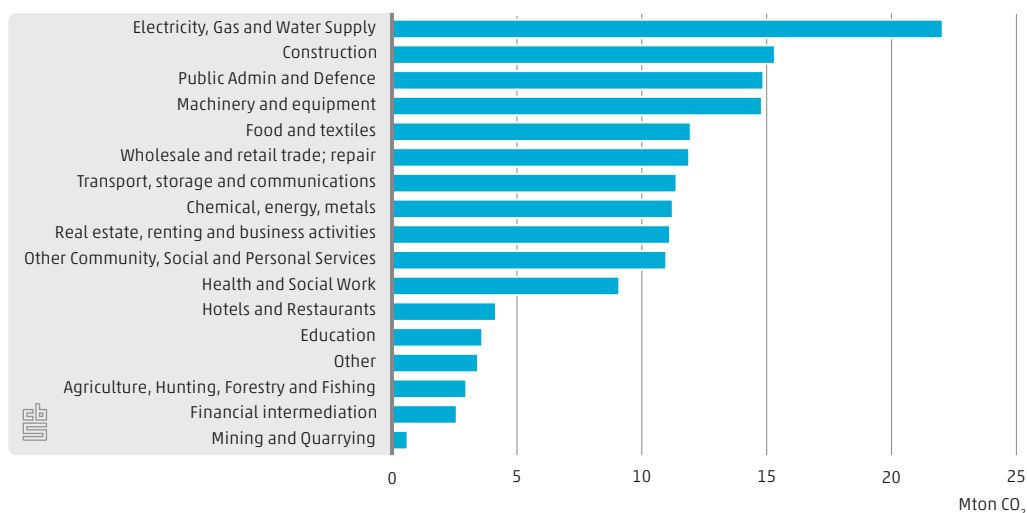 Electricity, Gas and Water Supply
Construction
Public Admin and Defence
Machinery and equipment
Food and textiles
Wholesale and retail trade; repair
Transport, storage and communications
Chemical, energy, metals
Real estate, renting and business activities
Other Community, Social and Personal Services
Health and Social Work
Hotels and Restaurants
Education
Other
Agriculture, Hunting, Forestry and Fishing
Financial intermediation
Mining and Quarrying
0 5 10 15 20 25
Mton CO₂